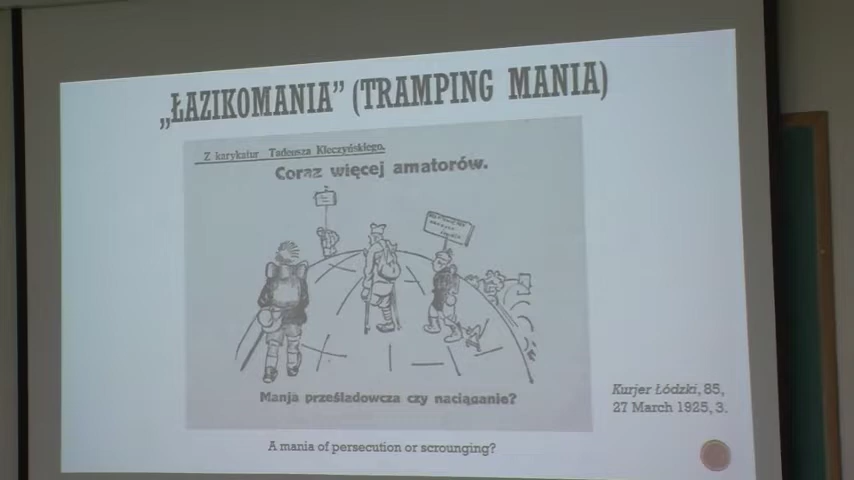 „ŁAZIKOMANIA” (TRAMPING MANIA)
Z karykatur Tadeusza Kleczyńskiego.
Coraz więcej amatorów.
Manja prześladowcza czy naciąganie?
Kurjer Łódzki, 85,
27 March 1925, 3.
A mania of persecution or scrounging?